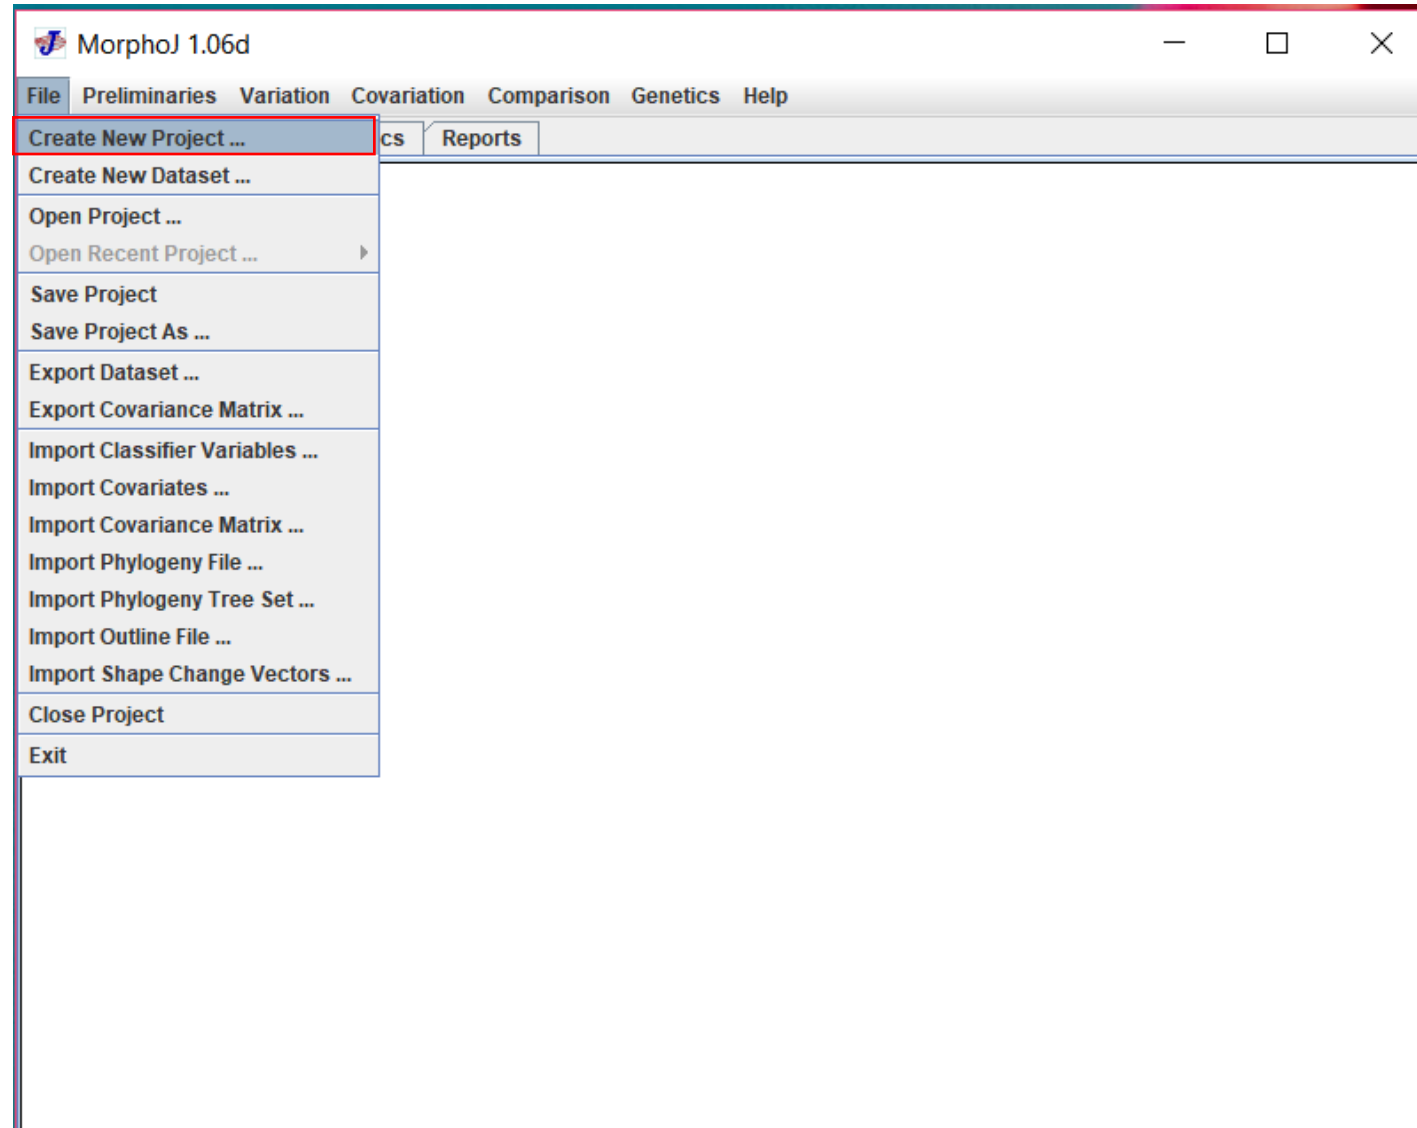 MorphoJ 1.06d
File Preliminaries Variation Covariation Comparison Genetics Help
Create New Project ...
cs Reports
Create New Dataset ...
Open Project ...
Open Recent Project ...
Save Project
Save Project As ...
Export Dataset ...
Export Covariance Matrix ...
Import Classifier Variables ...
Import Covariates ...
Import Covariance Matrix ...
Import Phylogeny File ...
Import Phylogeny Tree Set ...
Import Outline File ...
Import Shape Change Vectors ...
Close Project
Exit